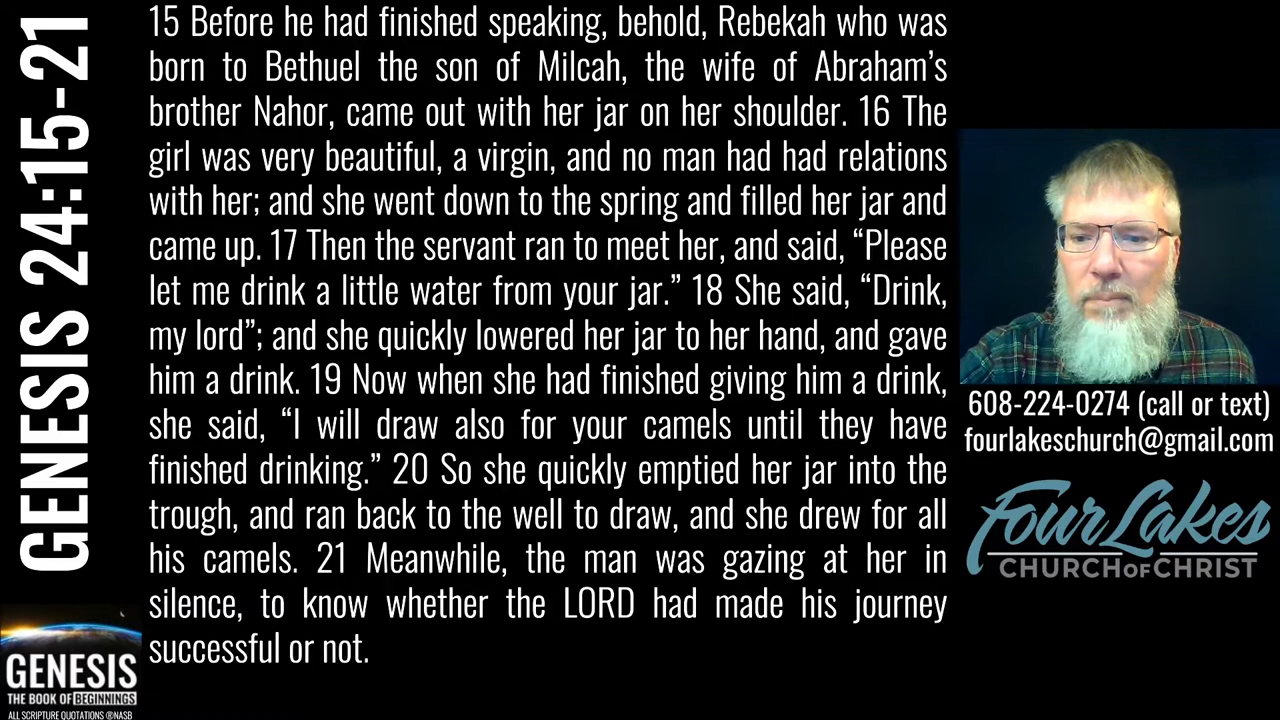 GENESIS 24:15-21
15 Before he had finished speaking, behold, Rebekah who was
born to Bethuel the son of Milcah, the wife of Abraham’s
brother Nahor, came out with her jar on her shoulder. 16 The
girl was very beautiful, a virgin, and no man had had relations
with her; and she went down to the spring and filled her jar and
came up. 17 Then the servant ran to meet her, and said, “Please
let me drink a little water from your jar.” 18 She said, “Drink,
my lord”; and she quickly lowered her jar to her hand, and gave
him a drink. 19 Now when she had finished giving him a drink,
she said, “I will draw also for your camels until they have
finished drinking.” 20 So she quickly emptied her jar into the
trough, and ran back to the well to draw, and she drew for all
his camels. 21 Meanwhile, the man was gazing at her in
silence, to know whether the LORD had made his journey
successful or not.
608-224-0274 (call or text)
fourlakeschurch@gmail.com
Four Lakes
CHURCH OF CHRIST
GENESIS
THE BOOK OF BEGINNINGS
ALL SCRIPTURE QUOTATIONS ®NASB